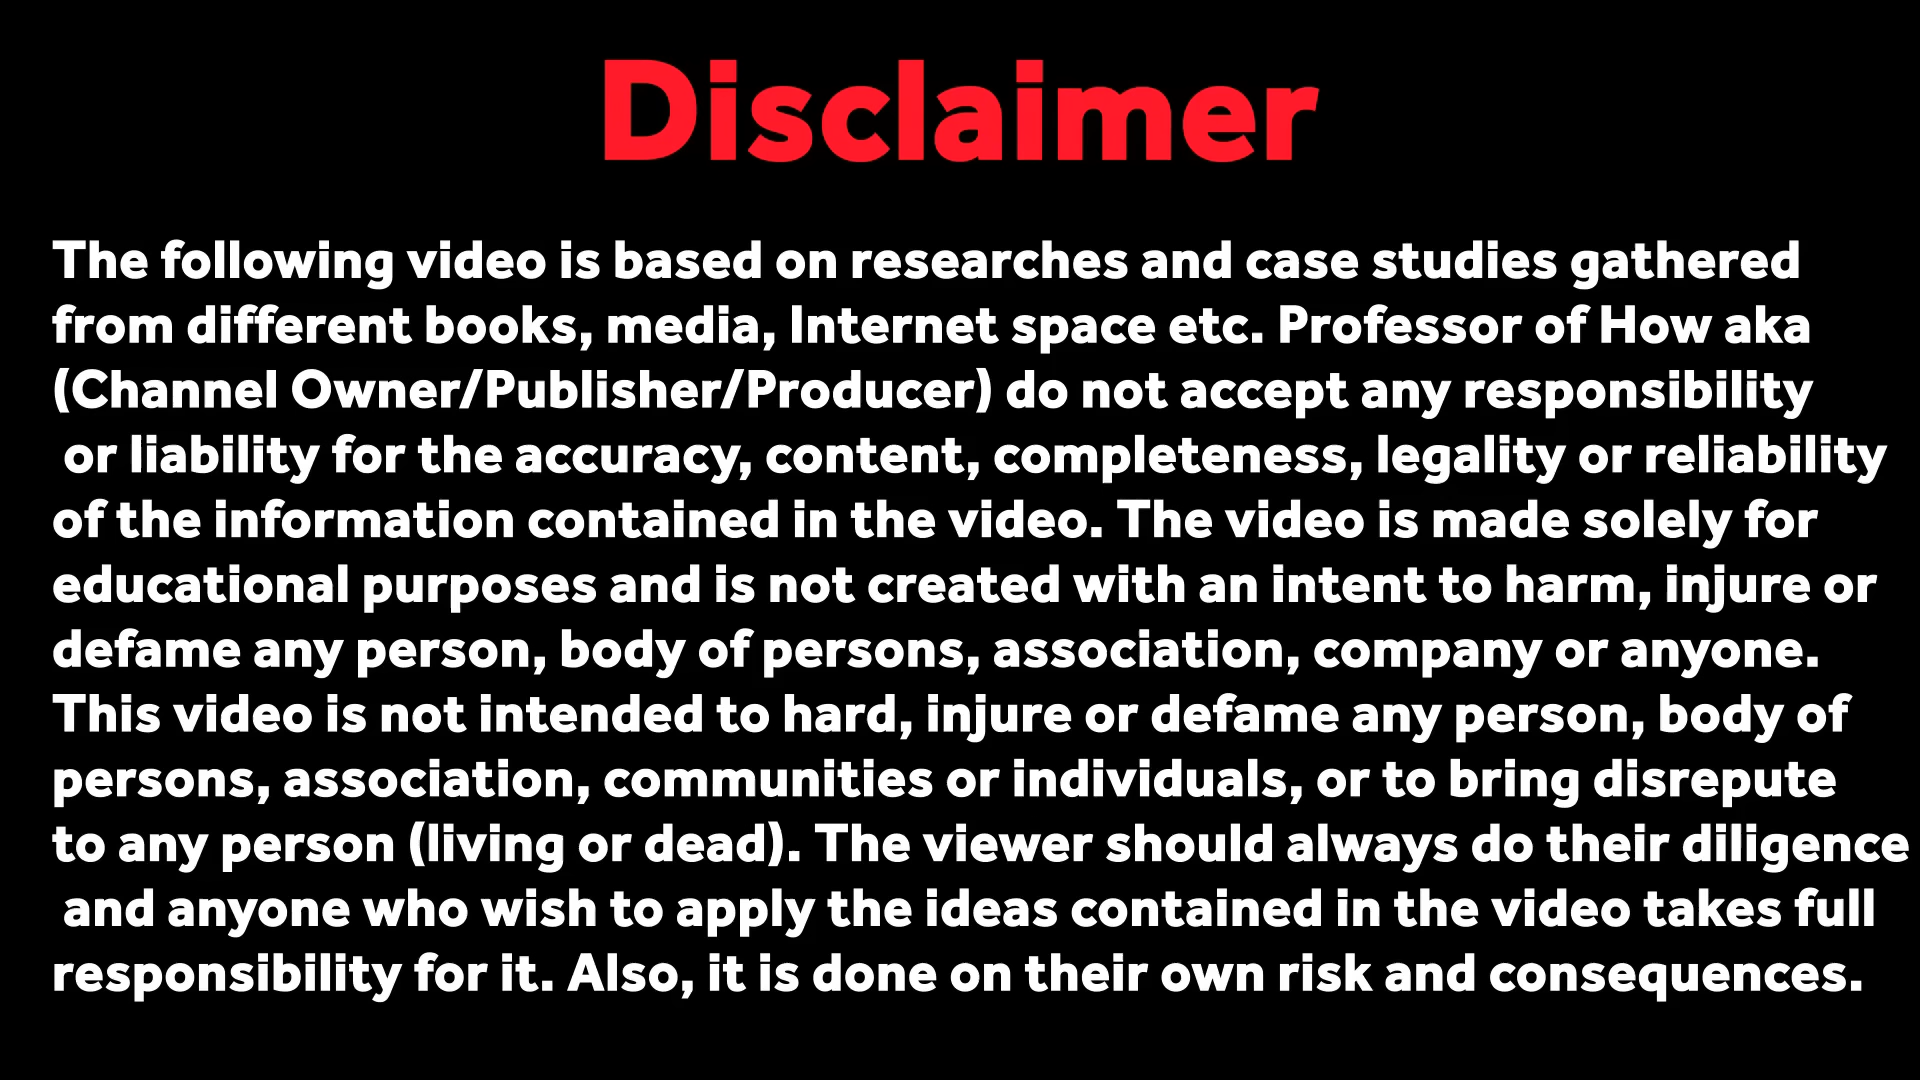 Disclaimer
The following video is based on researches and case studies gathered
from different books, media, Internet space etc. Professor of How aka
(Channel Owner/Publisher/Producer) do not accept any responsibility
or liability for the accuracy, content, completeness, legality or reliability
of the information contained in the video. The video is made solely for
educational purposes and is not created with an intent to harm, injure or
defame any person, body of persons, association, company or anyone.
This video is not intended to hard, injure or defame any person, body of
persons, association, communities or individuals, or to bring disrepute
to any person (living or dead). The viewer should always do their diligence
and anyone who wish to apply the ideas contained in the video takes full
responsibility for it. Also, it is done on their own risk and consequences.